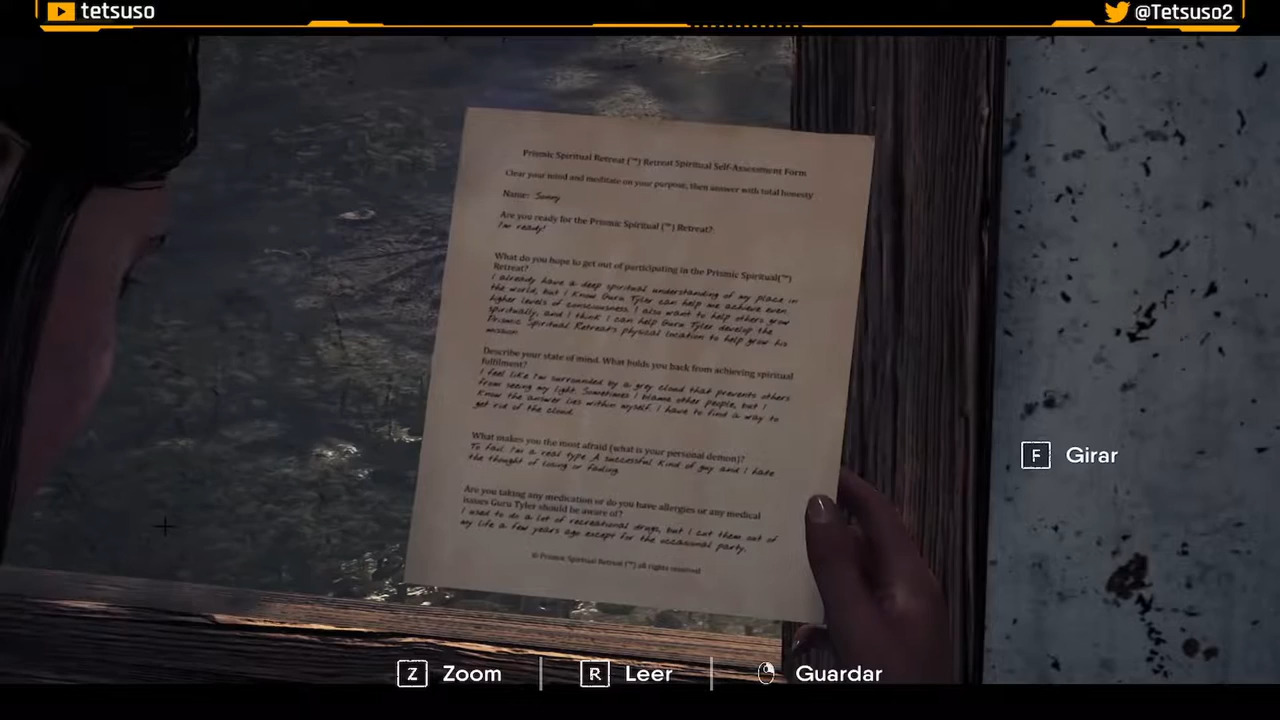 tetsuso
@Tetsuso2
Prismic Spiritual Retreat (™) Retreat Spiritual Self-Assessment Form
Clear your mind and meditate on your purpose, then answer with total honesty
Name: Sonny
Are you ready for the Prismic Spiritual (™) Retreat?
I'm ready!
What do you hope to get out of participating in the Prismic Spiritual(™)
Retreat?
I already have a deep spiritual understanding of my place in
the world, but I know Guru Tyler can help me achieve even
higher levels of consciousness. I also want to help others grow
spiritually, and I think I can help Guru Tyler develop the
Prismic Spiritual Retreat's physical location to help grow his
mission
Describe your state of mind. What holds you back from achieving spiritual
fulfilment?
I feel like I'm surrounded by a grey cloud that prevents others
from seeing my light. Sometimes I blame other people, but I
know the answer lies within myself. I have to find a way to
get rid of the cloud.
What makes you the most afraid (what is your personal demon)?
To fail. I'm a real type A successful kind of guy and I hate
the thought of losing or fading.
Are you taking any medication or do you have allergies or any medical
issues Guru Tyler should be aware of?
I used to do a lot of recreational drugs, but I cut them out of
my life a few years ago except for the occasional party.
© Prismic Spiritual Retreat (™) all rights reserved
F Girar
Z Zoom R Leer Guardar